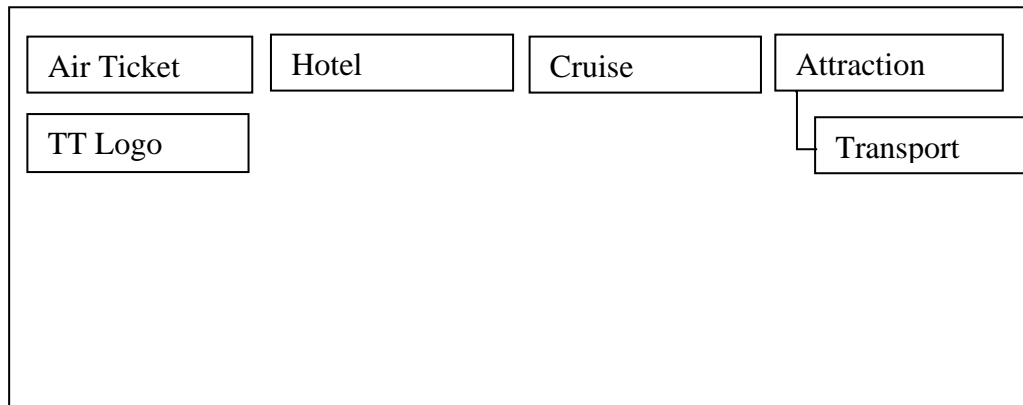 Air Ticket
Hotel
Cruise
Attraction
TT Logo
Transport